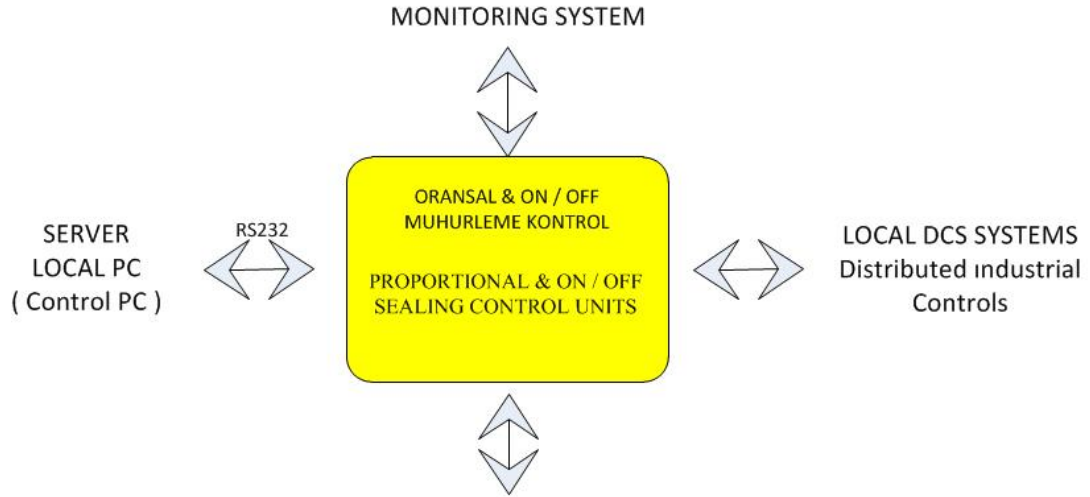 MONITORING SYSTEM
ORANSAL & ON / OFF
MUHURLEME KONTROL
PROPORTIONAL & ON / OFF
SEALING CONTROL UNITS
SERVER
LOCAL PC
( Control PC )
RS232
LOCAL DCS SYSTEMS
Distributed ındustrial
Controls